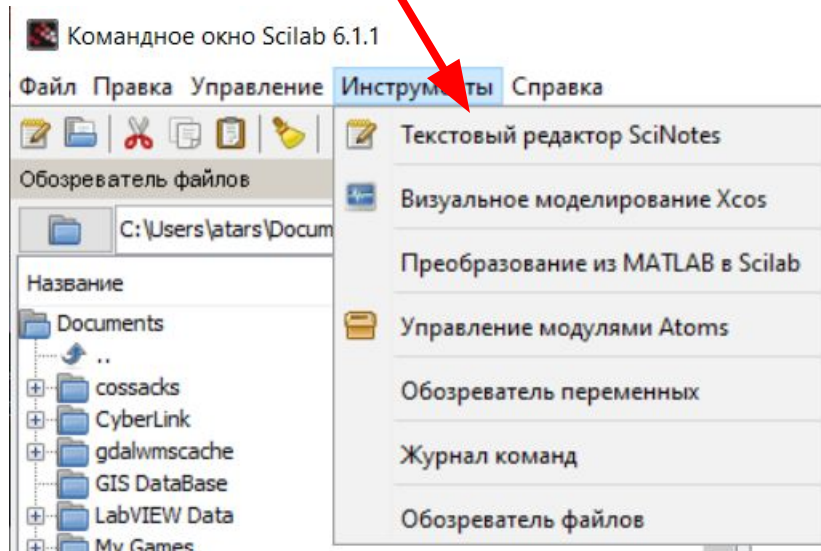 Командное окно Scilab 6.1.1
Файл Правка Управление Инструменты Справка
Обозреватель файлов
C:\Users\atars\Docum
Название
Documents
..
cossacks
CyberLink
gdalwmscache
GIS DataBase
LabVIEW Data
My Games
Текстовый редактор SciNotes
Визуальное моделирование Xcos
Преобразование из MATLAB в Scilab
Управление модулями Atoms
Обозреватель переменных
Журнал команд
Обозреватель файлов